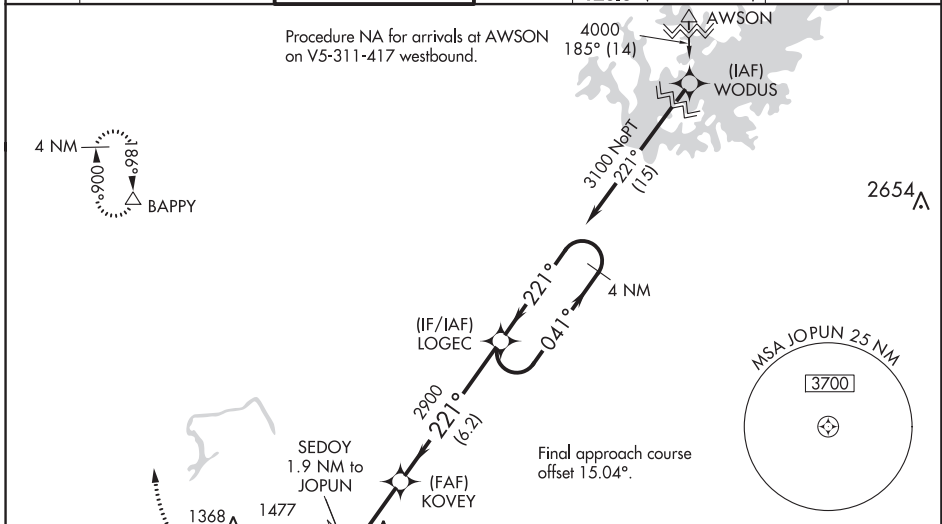 Procedure NA for arrivals at AWSON
on V5-311-417 westbound.
AWSON
4000
185° (14)
(IAF)
WODUS
3100 NoPT
221°
(15)
4 NM
006°
186°
BAPPY
2654
221°
041°
4 NM
(IF/IAF)
LOGEC
MSA JOPUN 25 NM
3700
2900
221°
(6.2)
SEDOY
1.9 NM to
JOPUN
(FAF)
KOVEY
Final approach course
offset 15.04°.
1368
1477